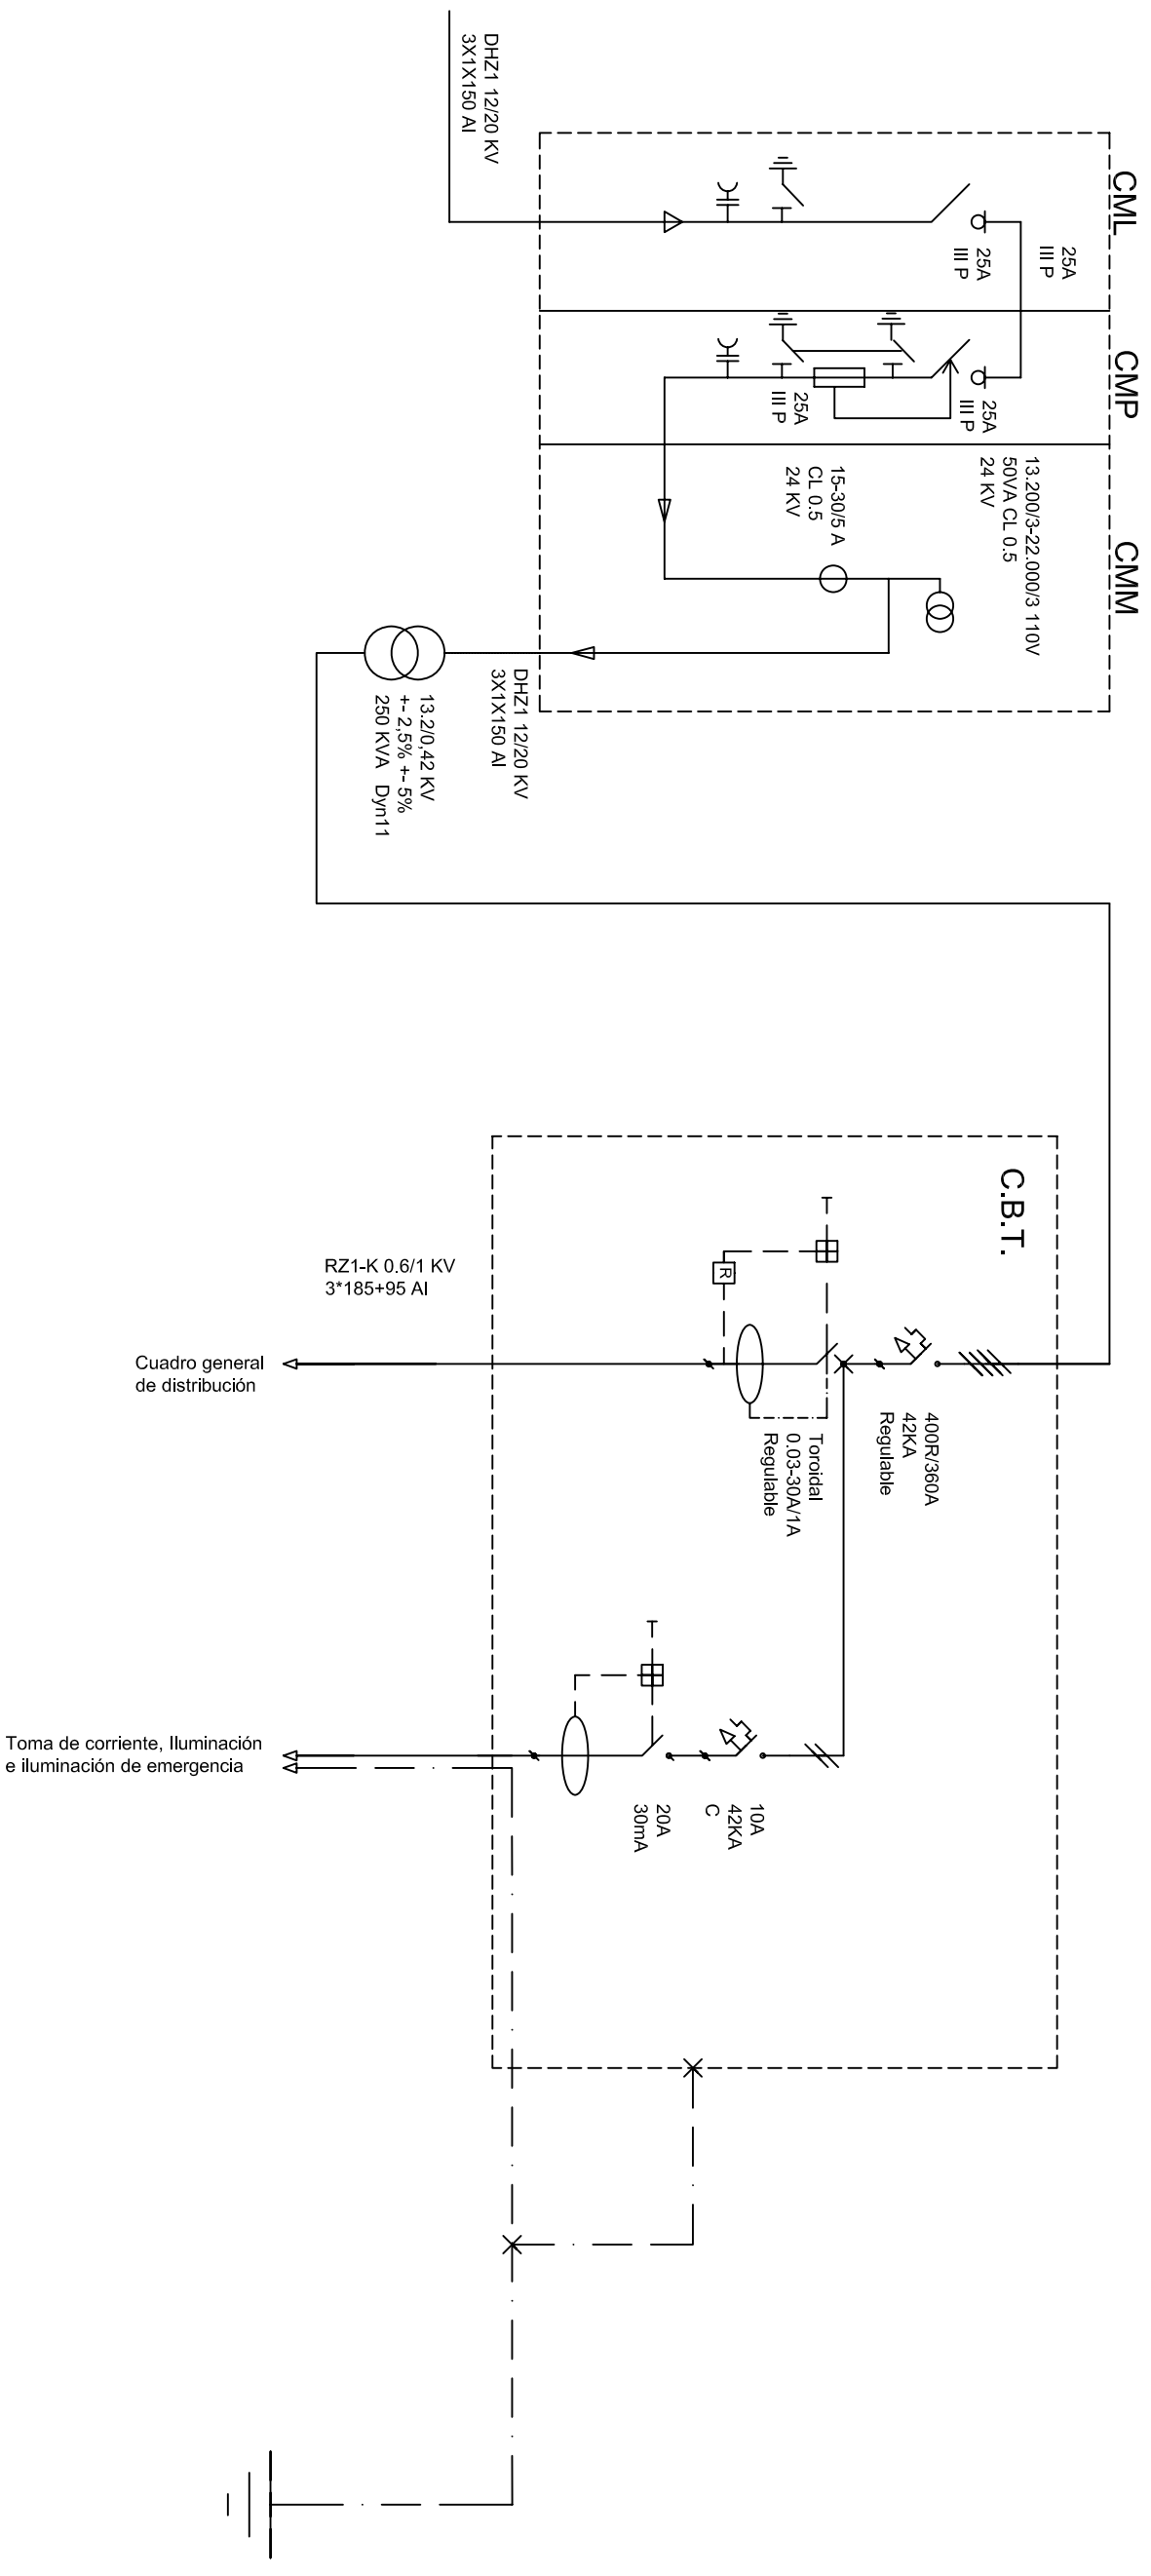 CML
25A
III P
25A
III P
DHZ1 12/20 KV
3X1X150 Al
CMP
25A
III P
25A
III P
CMM
13.200/3-22.000/3 110V
50VA CL 0.5
24 KV
15-30/5 A
CL 0.5
24 KV
DHZ1 12/20 KV
3X1X150 Al
13.2/0,42 KV
+- 2,5% +- 5%
250 KVA Dyn11
C.B.T.
R
RZ1-K 0.6/1 KV
3*185+95 Al
Cuadro general
de distribución
400R/360A
42KA
Regulable
Toroidal
0.03-30A/1A
Regulable
10A
42KA
C
20A
30mA
Toma de corriente, Iluminación
e iluminación de emergencia